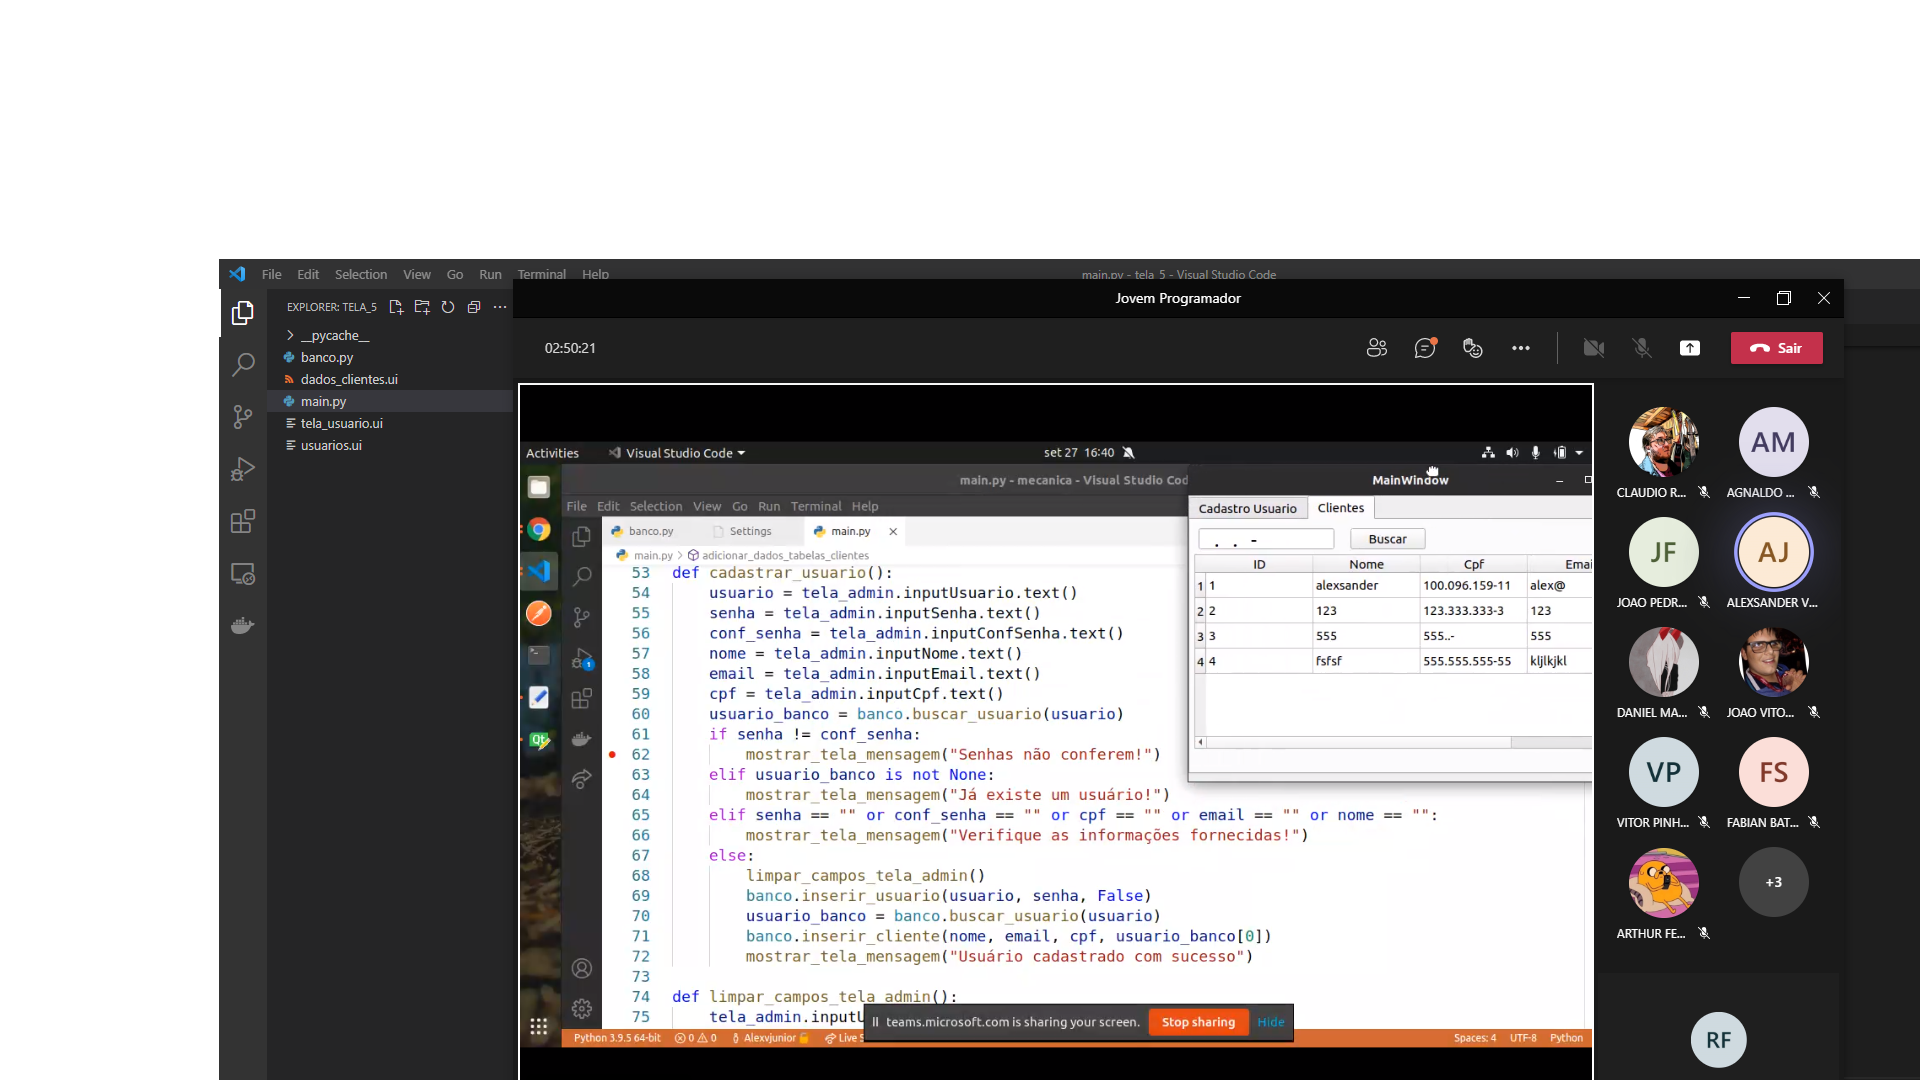 File Edit Selection View Go Run Terminal Help
main.py - tela_5 - Visual Studio Code
EXPLORER: TELA_5
__pycache__
banco.py
dados_clientes.ui
main.py
tela_usuario.ui
usuarios.ui
Jovem Programador
02:50:21
Sair
Activities
Visual Studio Code
set 27 16:40
main.py - mecanica - Visual Studio Cod
File Edit Selection View Go Run Terminal Help
banco.py
Settings
main.py
main.py > adicionar_dados_tabelas_clientes
53 def cadastrar_usuario():
54 usuario = tela_admin.inputUsuario.text()
55 senha = tela_admin.inputSenha.text()
56 conf_senha = tela_admin.inputConfSenha.text()
57 nome = tela_admin.inputNome.text()
58 email = tela_admin.inputEmail.text()
59 cpf = tela_admin.inputCpf.text()
60 usuario_banco = banco.buscar_usuario(usuario)
61 if senha != conf_senha:
62 mostrar_tela_mensagem("Senhas não conferem!")
63 elif usuario_banco is not None:
64 mostrar_tela_mensagem("Já existe um usuário!")
65 elif senha == "" or conf_senha == "" or cpf == "" or email == "" or nome == "":
66 mostrar_tela_mensagem("Verifique as informações fornecidas!")
67 else:
68 limpar_campos_tela_admin()
69 banco.inserir_usuario(usuario, senha, False)
70 usuario_banco = banco.buscar_usuario(usuario)
71 banco.inserir_cliente(nome, email, cpf, usuario_banco[0])
72 mostrar_tela_mensagem("Usuário cadastrado com sucesso")
73
74 def limpar_campos_tela_admin():
75 tela_admin.inputU
MainWindow
Cadastro Usuario
Clientes
. . -
Buscar
ID Nome Cpf Emai
1 1 alexsander 100.096.159-11 alex@
2 2 123 123.333.333-3 123
3 3 555 555..- 555
4 4 fsfsf 555.555.555-55 kljlkjkl
1
teams.microsoft.com is sharing your screen.
Stop sharing
Hide
Python 3.9.5 64-bit
0 0
Alexvjunior
Live S
Spaces: 4 UTF-8 Python
CLAUDIO R...
AM
AGNALDO ...
JF
JOAO PEDR...
AJ
ALEXSANDER V...
DANIEL MA...
JOAO VITO...
VP
VITOR PINH...
FS
FABIAN BAT...
ARTHUR FE...
+3
RF